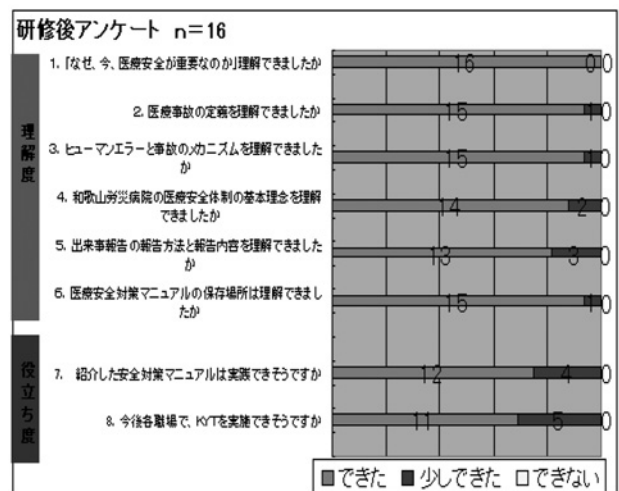 研修後アンケート n=16
理解度
1. 「なぜ、今、医療安全が重要なのか」理解できましたか
16 0 0
2. 医療事故の定義を理解できましたか
15 1 0
3. ヒューマンエラーと事故のメカニズムを理解できました
か
15 1 0
4. 和歌山労災病院の医療安全体制の基本理念を理解
できましたか
14 2 0
5. 出来事報告の報告方法と報告内容を理解できました
か
13 3 0
6. 医療安全対策マニュアルの保存場所は理解できまし
たか
15 1 0
役立ち度
7. 紹介した安全対策マニュアルは実践できそうですか
12 4 0
8. 今後各職場で、KYTを実施できそうですか
11 5 0
できた 少しできた できない